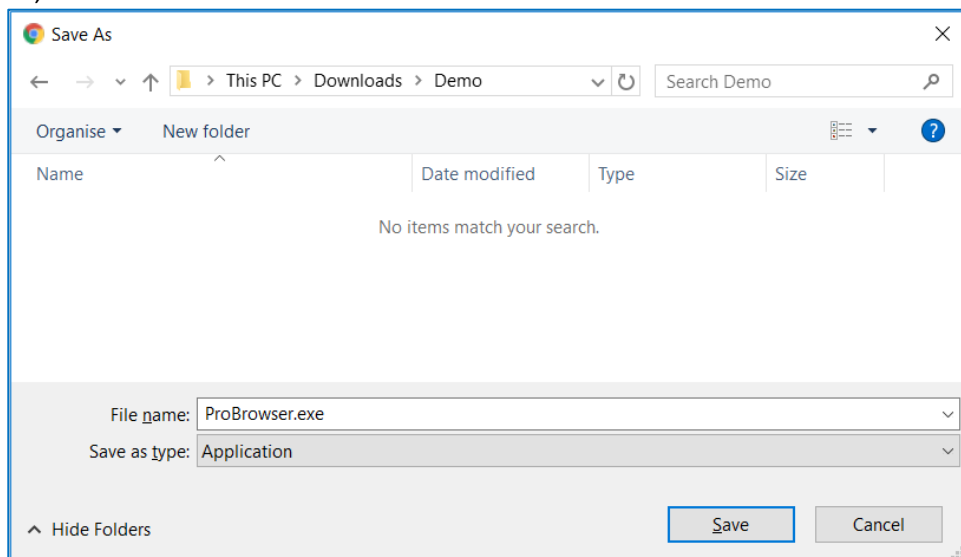 Save As
> This PC > Downloads > Demo
Search Demo
Organise
New folder
?
Name
Date modified
Type
Size
No items match your search.
File name: ProBrowser.exe
Save as type: Application
Hide Folders
Save
Cancel